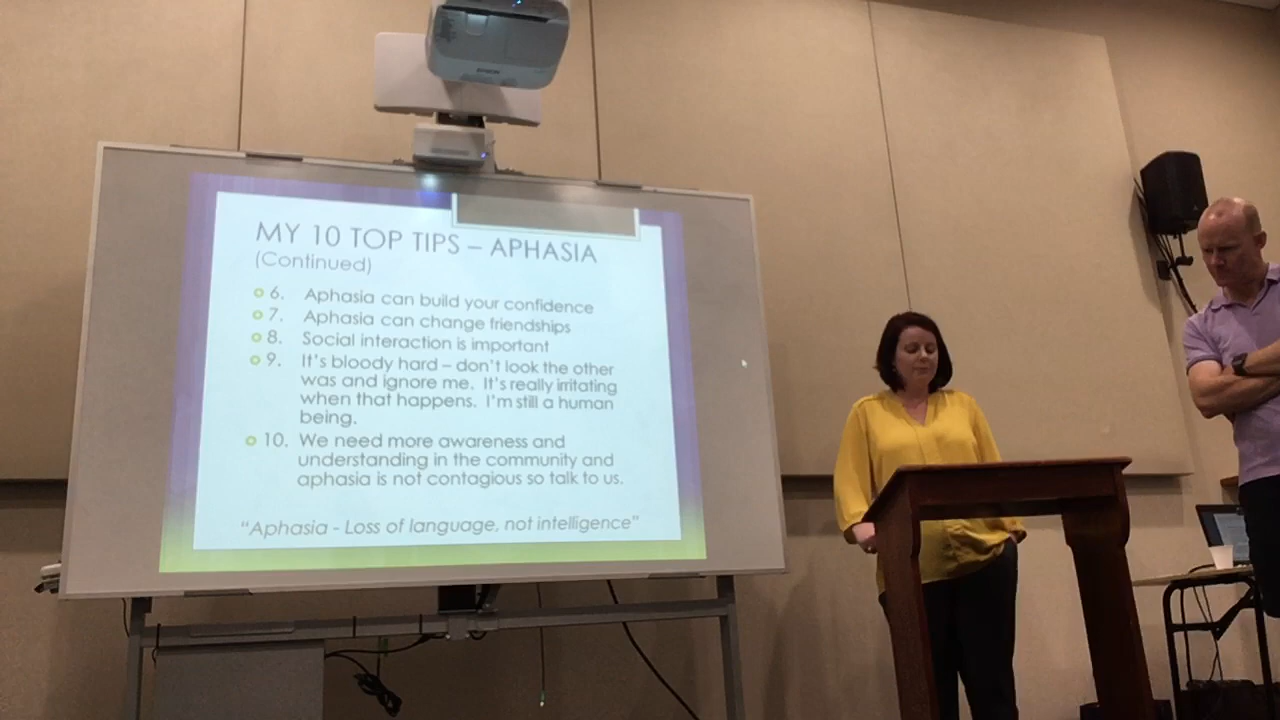 EPSON
MY 10 TOP TIPS – APHASIA
(Continued)
6. Aphasia can build your confidence
7. Aphasia can change friendships
8. Social interaction is important
9. It's bloody hard – don't look the other
was and ignore me. It's really irritating
when that happens. I'm still a human
being.
10. We need more awareness and
understanding in the community and
aphasia is not contagious so talk to us.
"Aphasia - Loss of language, not intelligence"